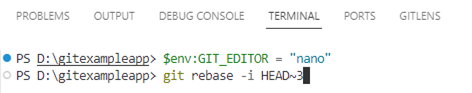 PROBLEMS OUTPUT DEBUG CONSOLE TERMINAL PORTS GITLENS
PS D:\gitexampleapp> $env:GIT_EDITOR = "nano"
PS D:\gitexampleapp> git rebase -i HEAD~3